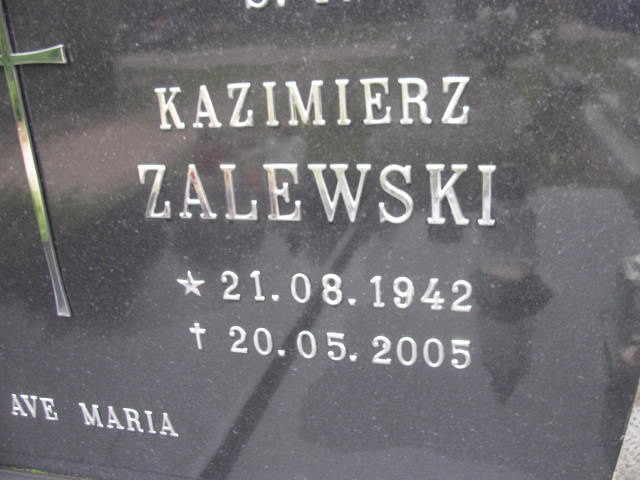 KAZIMIERZ
ZALEWSKI
★ 21.08.1942
† 20.05.2005
AVE MARIA